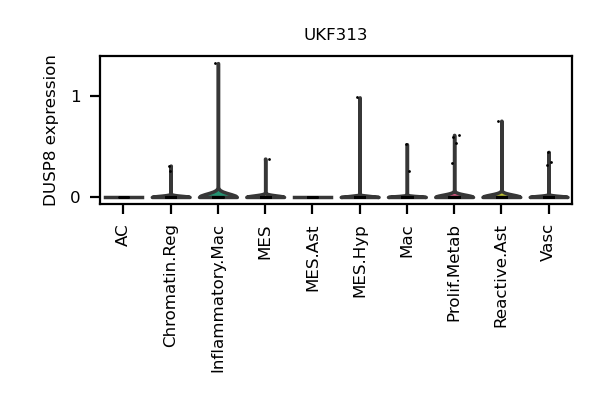 UKF313
DUSP8 expression
1
0
AC
Chromatin.Reg
Inflammatory.Mac
MES
MES.Ast
MES.Hyp
Mac
Prolif.Metab
Reactive.Ast
Vasc